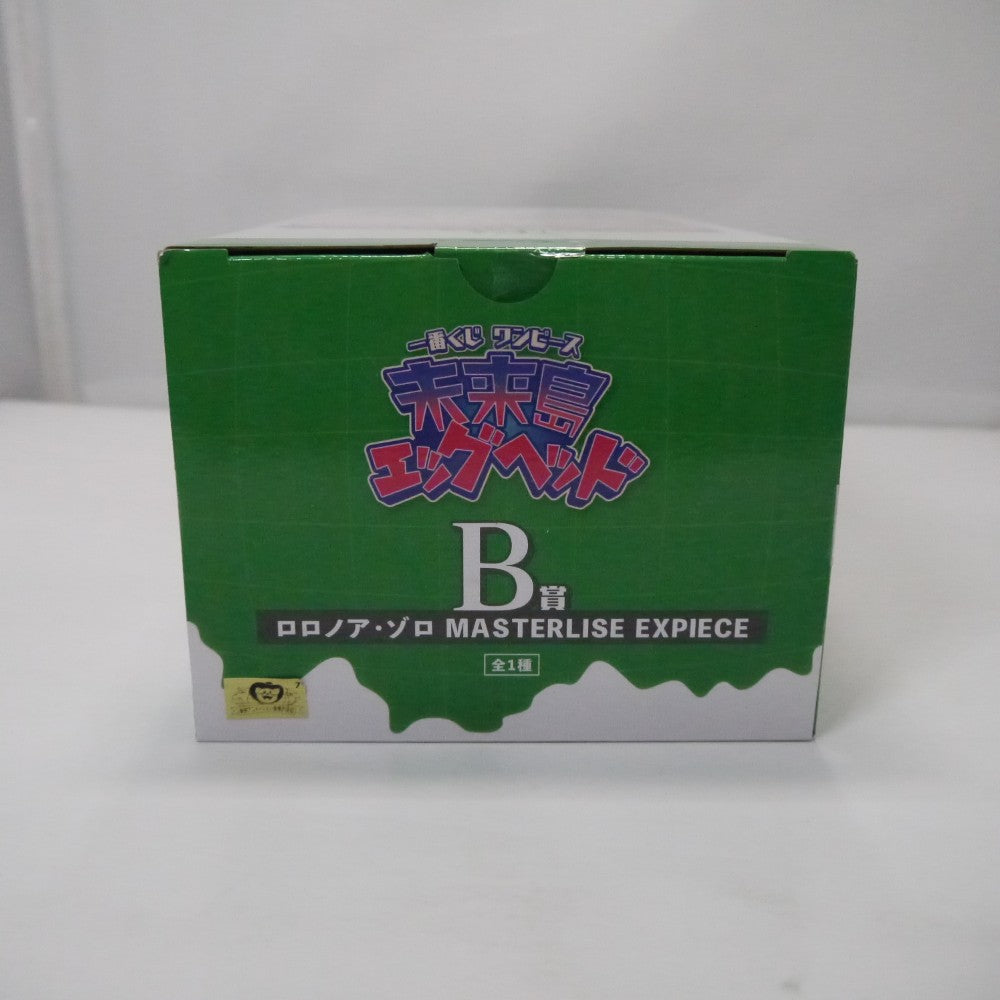 一番くじ ワンピース
未来島
エッグヘッド
B賞
ロロノア・ゾロ MASTERLISE EXPIECE
全1種